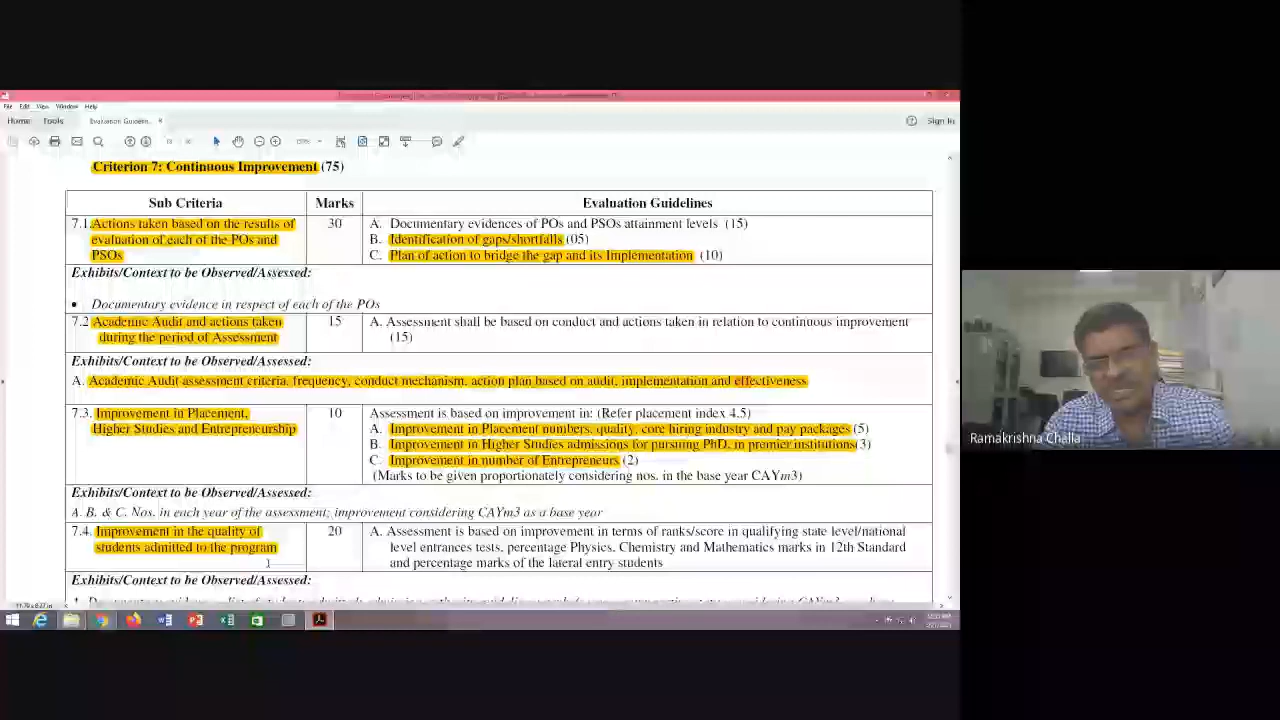 File Edit View Window Help
Home Tools Evaluation Guidelin... × Sign In
Criterion 7: Continuous Improvement (75)
Sub Criteria Marks Evaluation Guidelines
7.1. Actions taken based on the results of evaluation of each of the POs and PSOs 30
A. Documentary evidences of POs and PSOs attainment levels (15)
B. Identification of gaps/shortfalls (05)
C. Plan of action to bridge the gap and its Implementation (10)
Exhibits/Context to be Observed/Assessed:
• Documentary evidence in respect of each of the POs
7.2 Academic Audit and actions taken during the period of Assessment 15
A. Assessment shall be based on conduct and actions taken in relation to continuous improvement
(15)
Exhibits/Context to be Observed/Assessed:
A. Academic Audit assessment criteria, frequency, conduct mechanism, action plan based on audit, implementation and effectiveness
7.3. Improvement in Placement, Higher Studies and Entrepreneurship 10
Assessment is based on improvement in: (Refer placement index 4.5)
A. Improvement in Placement numbers, quality, core hiring industry and pay packages (5)
B. Improvement in Higher Studies admissions for pursuing PhD. in premier institutions(3)
C. Improvement in number of Entrepreneurs (2)
(Marks to be given proportionately considering nos. in the base year CAYm3)
Exhibits/Context to be Observed/Assessed:
A. B. & C. Nos. in each year of the assessment; improvement considering CAYm3 as a base year
7.4. Improvement in the quality of students admitted to the program 20
A. Assessment is based on improvement in terms of ranks/score in qualifying state level/national
level entrances tests, percentage Physics, Chemistry and Mathematics marks in 12th Standard
and percentage marks of the lateral entry students
Exhibits/Context to be Observed/Assessed:
Ramakrishna Challa